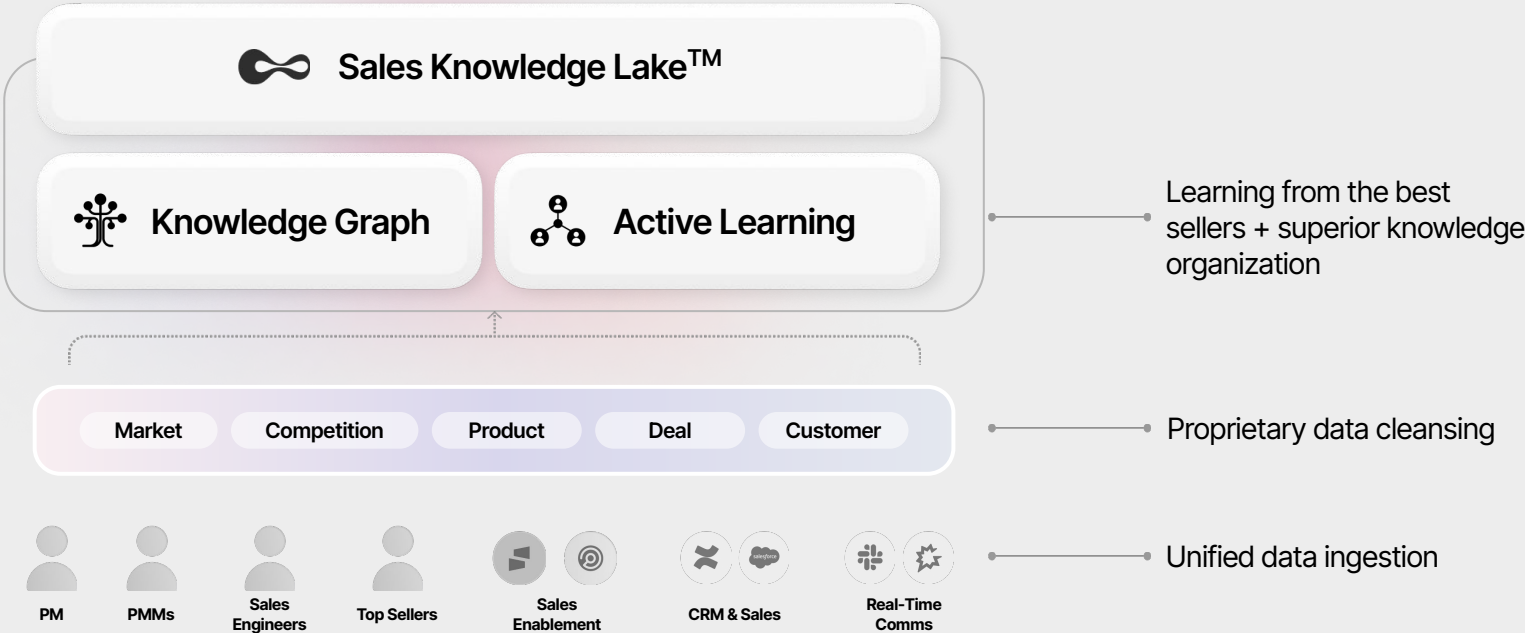 Sales Knowledge Lake™
Knowledge Graph
Active Learning
Learning from the best
sellers + superior knowledge
organization
Market
Competition
Product
Deal
Customer
Proprietary data cleansing
PM
PMMs
Sales
Engineers
Top Sellers
Sales
Enablement
salesforce
CRM & Sales
Real-Time
Comms
Unified data ingestion